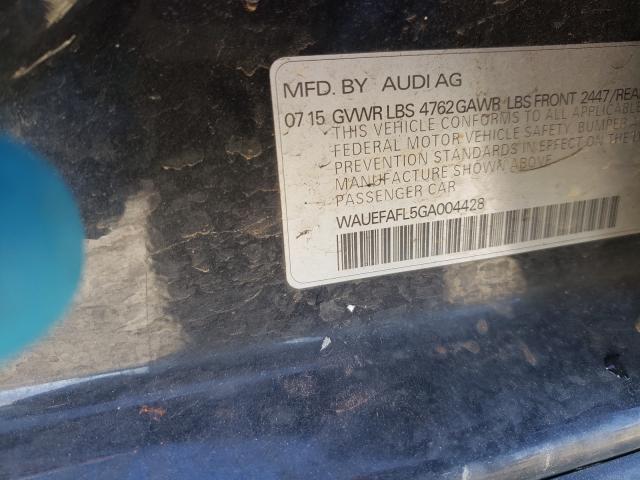 MFD. BY AUDI AG
07 15 GVWR LBS 4762 GAWR LBS FRONT 2447/REA
THIS VEHICLE CONFORMS TO ALL APPLICABLE
FEDERAL MOTOR VEHICLE SAFETY, BUMPER
PREVENTION STANDARDS IN EFFECT ON THE
MANUFACTURE SHOWN ABOVE
PASSENGER CAR
WAUEFAFL5GA004428